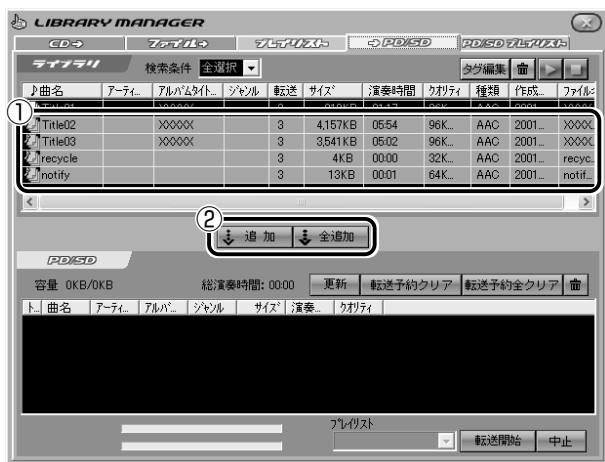 LIBRARY MANAGER
CD⇨ ファイル⇨ プレイリスト ⇨PD/SD PD/SD プレイリスト
ライブラリ 検索条件 全選択 タグ編集
♪曲名 アーティ... アルバムタイト... ジャンル 転送 サイズ 演奏時間 クオリティ 種類 作成... ファイル
①
Title02 XXXXX 3 4,157KB 05:54 96K... AAC 2001... XXXX
Title03 XXXXX 3 3,541KB 05:02 96K... AAC 2001... XXXX
recycle 3 4KB 00:00 32K... AAC 2001... recyc...
notify 3 13KB 00:01 64K... AAC 2001... notif...
②
追 加 全追加
PD/SD
容量 0KB/0KB 総演奏時間: 00:00 更新 転送予約クリア 転送予約全クリア
ト... 曲名 アーティ... アルバ... ジャンル サイズ 演奏... クオリティ
プレイリスト
転送開始 中止